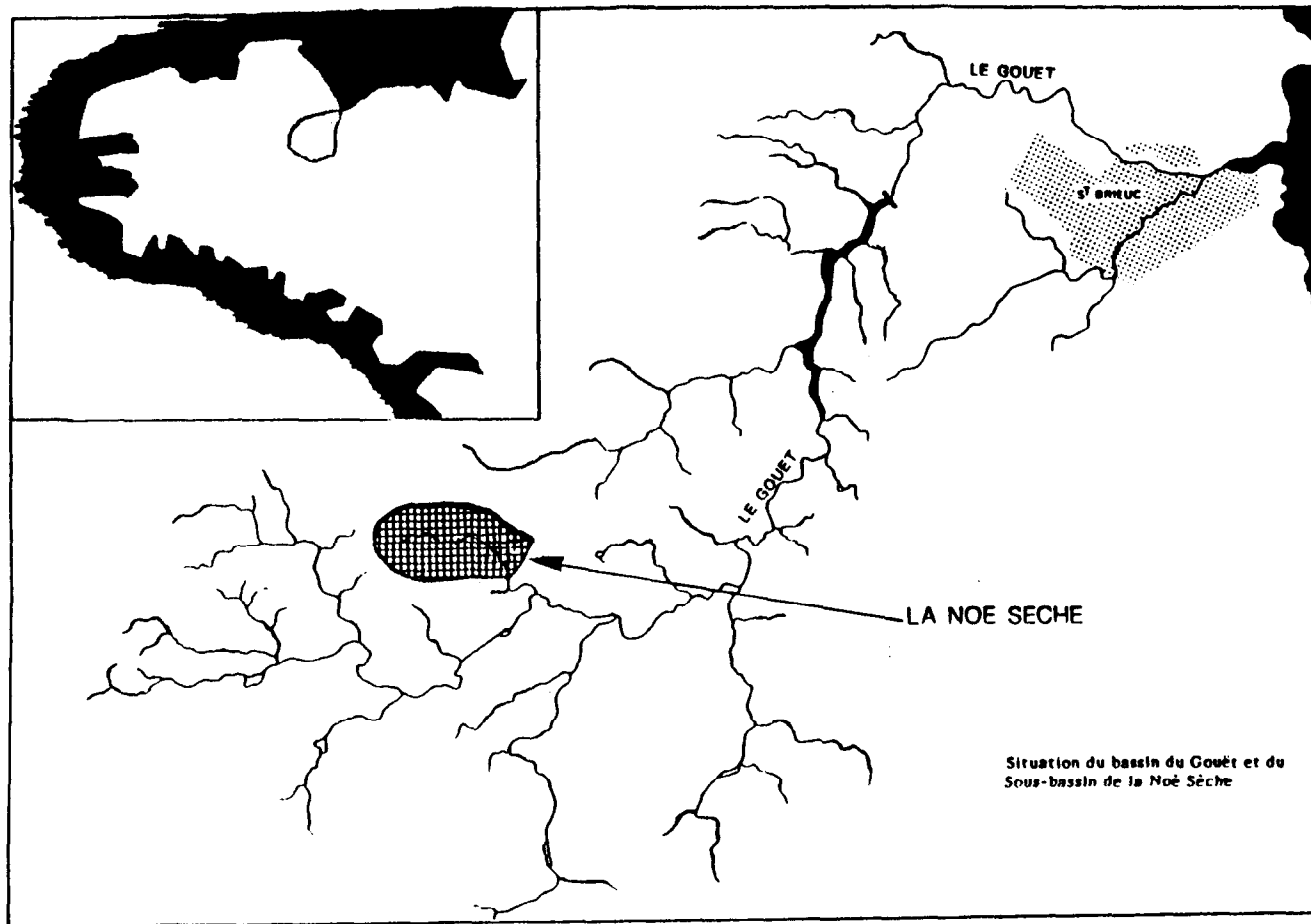 LE GOUET
ST BRIEUC
LE GOUET
LA NOE SECHE
Situation du bassin du Gouët et du
Sous-bassin de la Noë Sèche